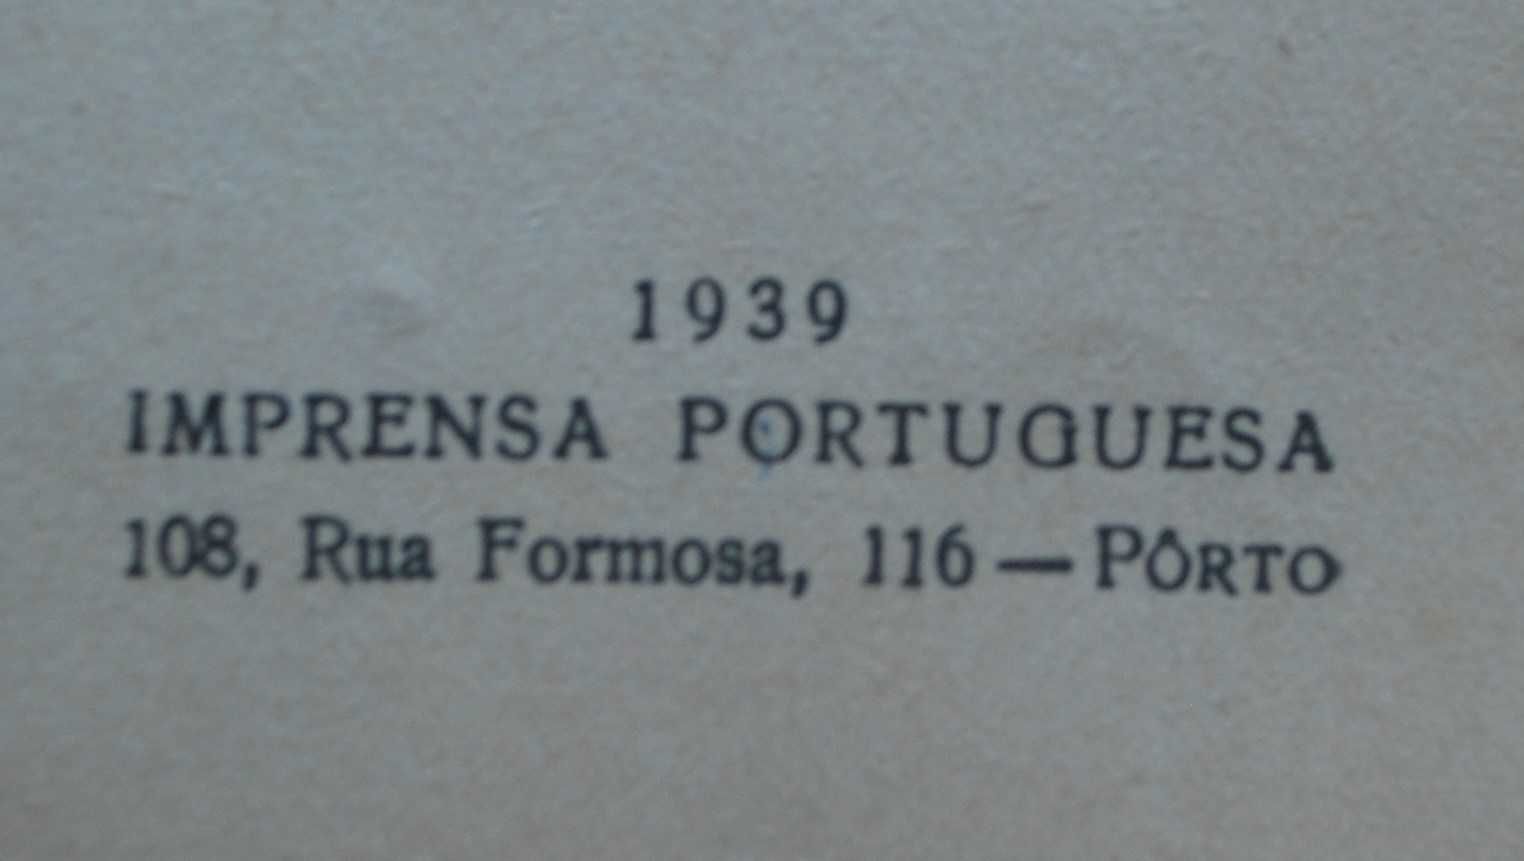 1939
IMPRENSA PORTUGUESA
108, Rua Formosa, 116 — PÔRTO